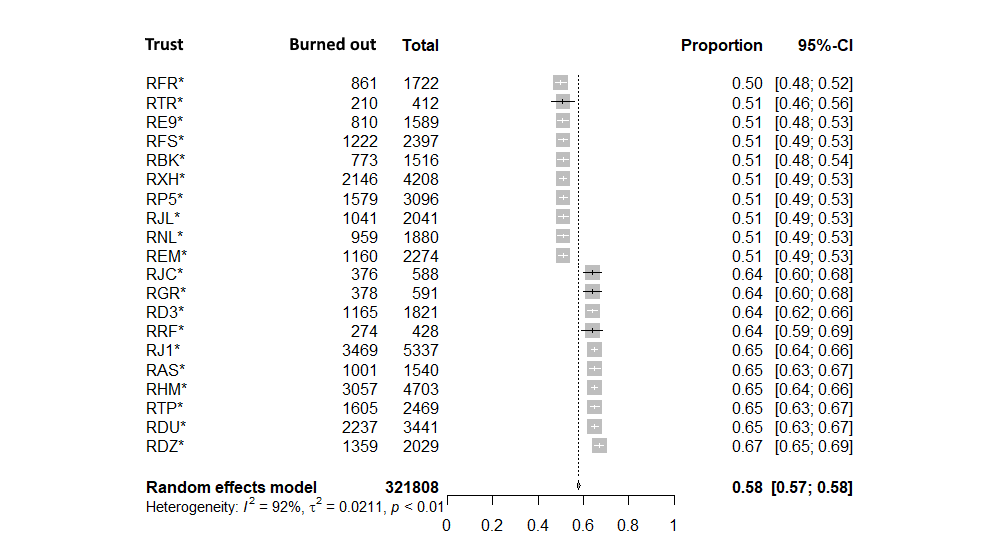 Trust Burned out Total Proportion 95%-CI
RFR* 861 1722 0.50 [0.48; 0.52]
RTR* 210 412 0.51 [0.46; 0.56]
RE9* 810 1589 0.51 [0.48; 0.53]
RFS* 1222 2397 0.51 [0.49; 0.53]
RBK* 773 1516 0.51 [0.48; 0.54]
RXH* 2146 4208 0.51 [0.49; 0.53]
RP5* 1579 3096 0.51 [0.49; 0.53]
RJL* 1041 2041 0.51 [0.49; 0.53]
RNL* 959 1880 0.51 [0.49; 0.53]
REM* 1160 2274 0.51 [0.49; 0.53]
RJC* 376 588 0.64 [0.60; 0.68]
RGR* 378 591 0.64 [0.60; 0.68]
RD3* 1165 1821 0.64 [0.62; 0.66]
RRF* 274 428 0.64 [0.59; 0.69]
RJ1* 3469 5337 0.65 [0.64; 0.66]
RAS* 1001 1540 0.65 [0.63; 0.67]
RHM* 3057 4703 0.65 [0.64; 0.66]
RTP* 1605 2469 0.65 [0.63; 0.67]
RDU* 2237 3441 0.65 [0.63; 0.67]
RDZ* 1359 2029 0.67 [0.65; 0.69]
Random effects model 321808 0.58 [0.57; 0.58]
Heterogeneity: I² = 92%, τ² = 0.0211, p < 0.01
0 0.2 0.4 0.6 0.8 1